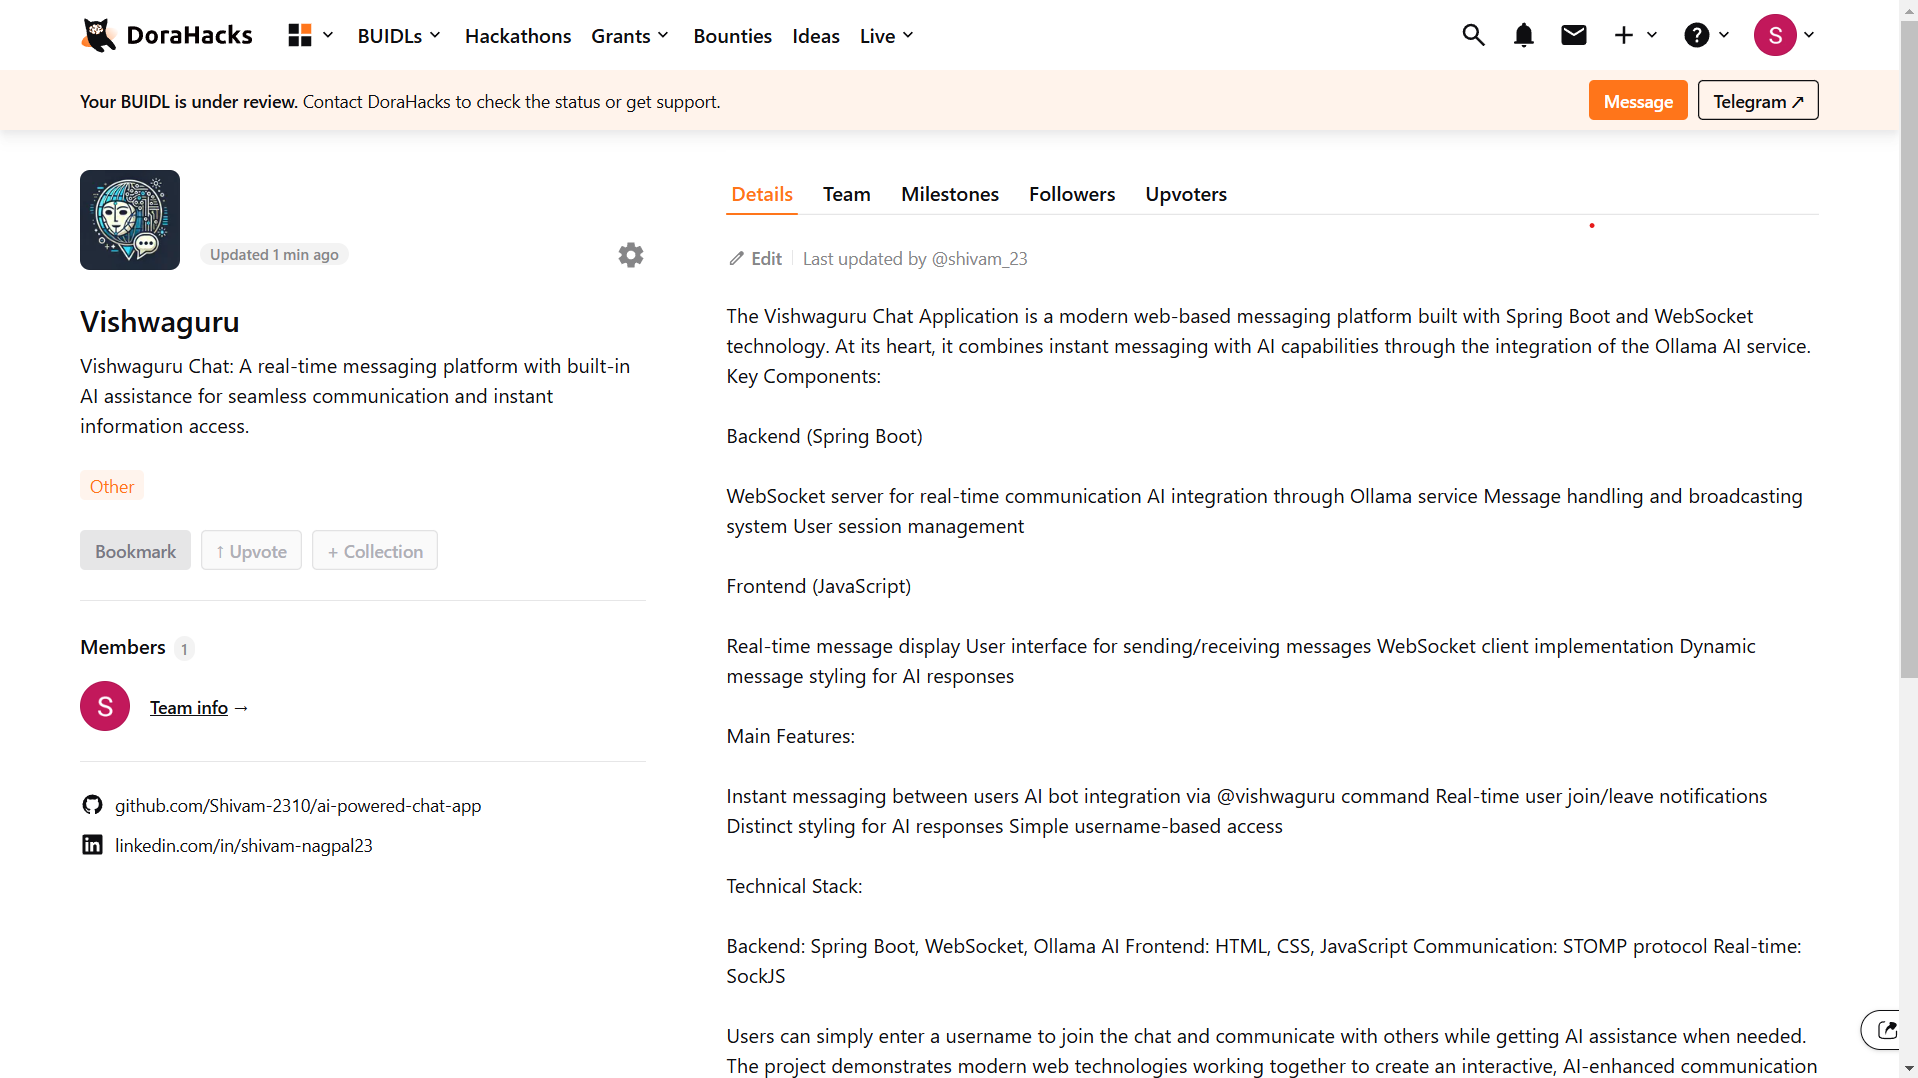 DoraHacks
BUIDLs Hackathons Grants Bounties Ideas Live
S
Your BUIDL is under review. Contact DoraHacks to check the status or get support.
Message Telegram ↗
Updated 1 min ago
Vishwaguru
Vishwaguru Chat: A real-time messaging platform with built-in
AI assistance for seamless communication and instant
information access.
Other
Bookmark ↑ Upvote + Collection
Members 1
S Team info →
github.com/Shivam-2310/ai-powered-chat-app
linkedin.com/in/shivam-nagpal23
Details Team Milestones Followers Upvoters
Edit Last updated by @shivam_23
The Vishwaguru Chat Application is a modern web-based messaging platform built with Spring Boot and WebSocket
technology. At its heart, it combines instant messaging with AI capabilities through the integration of the Ollama AI service.
Key Components:
Backend (Spring Boot)
WebSocket server for real-time communication AI integration through Ollama service Message handling and broadcasting
system User session management
Frontend (JavaScript)
Real-time message display User interface for sending/receiving messages WebSocket client implementation Dynamic
message styling for AI responses
Main Features:
Instant messaging between users AI bot integration via @vishwaguru command Real-time user join/leave notifications
Distinct styling for AI responses Simple username-based access
Technical Stack:
Backend: Spring Boot, WebSocket, Ollama AI Frontend: HTML, CSS, JavaScript Communication: STOMP protocol Real-time:
SockJS
Users can simply enter a username to join the chat and communicate with others while getting AI assistance when needed.
The project demonstrates modern web technologies working together to create an interactive, AI-enhanced communication